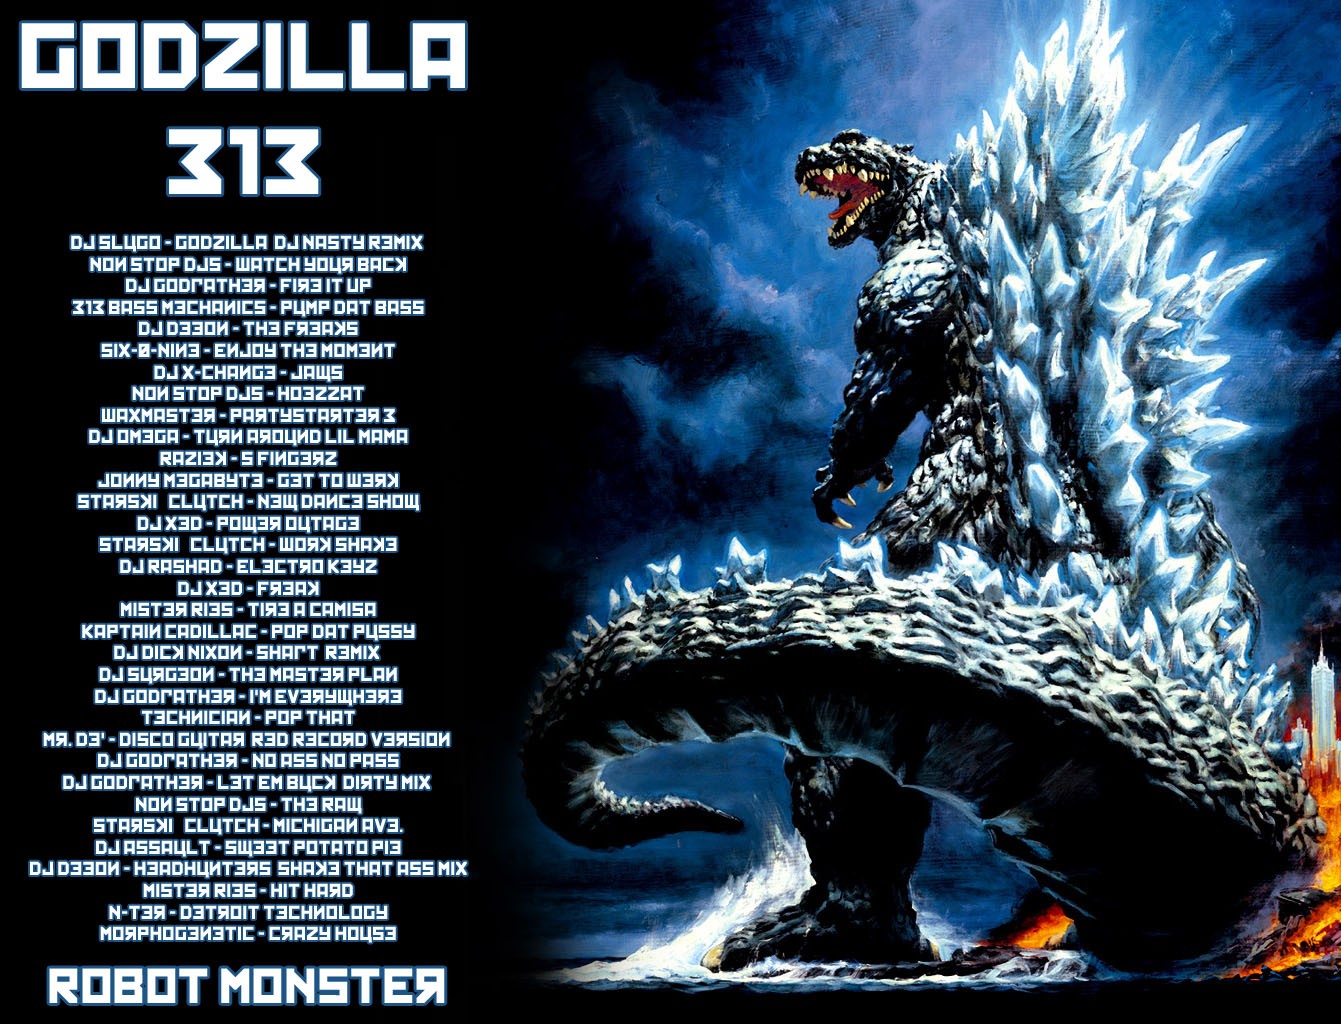 GODZILLA
313
DJ SLUGO - GODZILLA DJ NASTY REMIX
NON STOP DJS - WATCH YOUR BACK
DJ GODFATHER - FIRE IT UP
313 BASS MECHANICS - PUMP DAT BASS
DJ DEEON - THE FREAKS
SIX-0-NINE - ENJOY THE MOMENT
DJ X-CHANGE - JAWS
NON STOP DJS - HOEZZAT
WAXMASTER - PARTYSTARTER 3
DJ OMEGA - TURN AROUND LIL MAMA
RAZIEK - 5 FINGERZ
JONNY MEGABYTE - GET TO WERK
STARSKI CLUTCH - NEW DANCE SHOW
DJ XED - POWER OUTAGE
STARSKI CLUTCH - WORK SHAKE
DJ RASHAD - ELECTRO KEYZ
DJ XED - FREAK
MISTER RIES - TIRE A CAMISA
KAPTAIN CADILLAC - POP DAT PUSSY
DJ DICK NIXON - SHAFT REMIX
DJ SURGEON - THE MASTER PLAN
DJ GODFATHER - I'M EVERYWHERE
TECHNICIAN - POP THAT
MR. DE' - DISCO GUITAR RED RECORD VERSION
DJ GODFATHER - NO ASS NO PASS
DJ GODFATHER - LET EM BUCK DIRTY MIX
NON STOP DJS - THE RAW
STARSKI CLUTCH - MICHIGAN AVE.
DJ ASSAULT - SWEET POTATO PIE
DJ DEEON - HEADHUNTERS SHAKE THAT ASS MIX
MISTER RIES - HIT HARD
N-TER - DETROIT TECHNOLOGY
MORPHOGENETIC - CRAZY HOUSE
ROBOT MONSTER